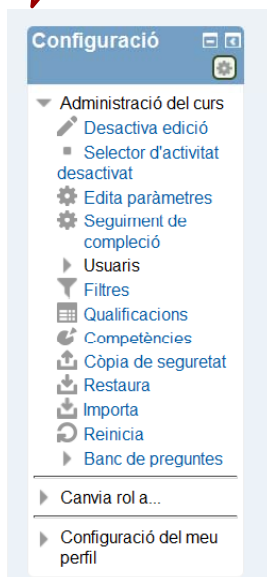 Configuració
Administració del curs
Desactiva edició
Selector d'activitat
desactivat
Edita paràmetres
Seguiment de
compleció
Usuaris
Filtres
Qualificacions
Competències
Còpia de seguretat
Restaura
Importa
Reinicia
Banc de preguntes
Canvia rol a...
Configuració del meu
perfil